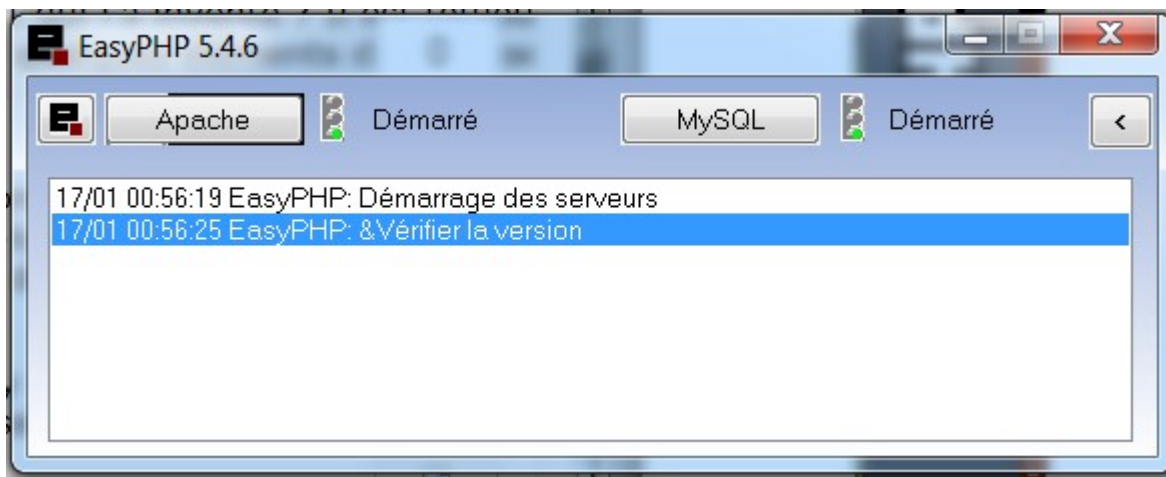 EasyPHP 5.4.6
Apache Démarré MySQL Démarré <
17/01 00:56:19 EasyPHP: Démarrage des serveurs
17/01 00:56:25 EasyPHP: &Vérifier la version